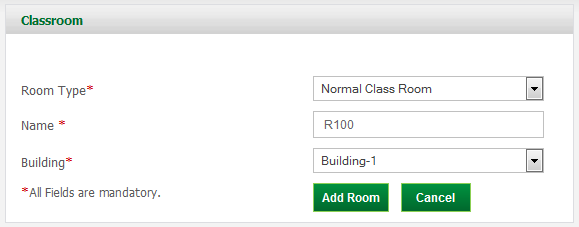 Classroom
Room Type* Normal Class Room
Name * R100
Building* Building-1
*All Fields are mandatory. Add Room Cancel